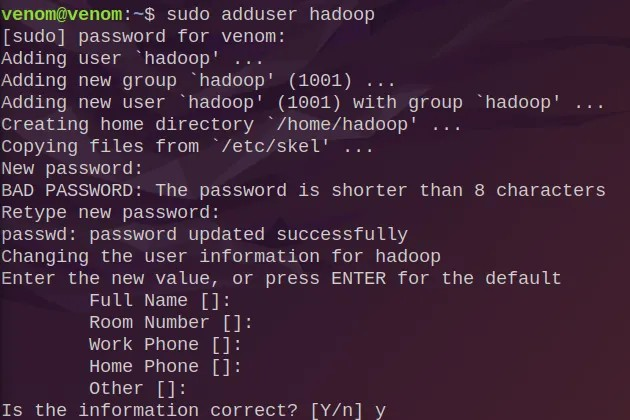 venom@venom:~$ sudo adduser hadoop
[sudo] password for venom:
Adding user `hadoop' ...
Adding new group `hadoop' (1001) ...
Adding new user `hadoop' (1001) with group `hadoop' ...
Creating home directory `/home/hadoop' ...
Copying files from `/etc/skel' ...
New password:
BAD PASSWORD: The password is shorter than 8 characters
Retype new password:
passwd: password updated successfully
Changing the user information for hadoop
Enter the new value, or press ENTER for the default
        Full Name []:
        Room Number []:
        Work Phone []:
        Home Phone []:
        Other []:
Is the information correct? [Y/n] y